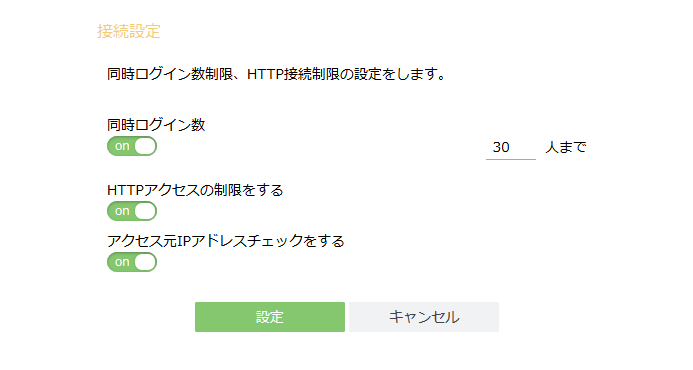 接続設定
同時ログイン数制限、HTTP接続制限の設定をします。
同時ログイン数
on
30 人まで
HTTPアクセスの制限をする
on
アクセス元IPアドレスチェックをする
on
設定 キャンセル